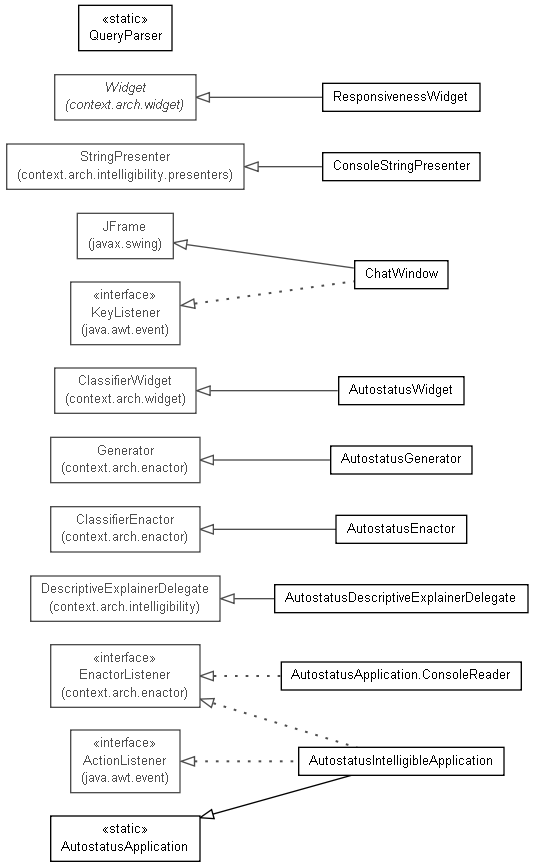 «static»
QueryParser
Widget
(context.arch.widget)
ResponsivenessWidget
StringPresenter
(context.arch.intelligibility.presenters)
ConsoleStringPresenter
JFrame
(javax.swing)
ChatWindow
«interface»
KeyListener
(java.awt.event)
ClassifierWidget
(context.arch.widget)
AutostatusWidget
Generator
(context.arch.enactor)
AutostatusGenerator
ClassifierEnactor
(context.arch.enactor)
AutostatusEnactor
DescriptiveExplainerDelegate
(context.arch.intelligibility)
AutostatusDescriptiveExplainerDelegate
«interface»
EnactorListener
(context.arch.enactor)
AutostatusApplication.ConsoleReader
«interface»
ActionListener
(java.awt.event)
AutostatusIntelligibleApplication
«static»
AutostatusApplication